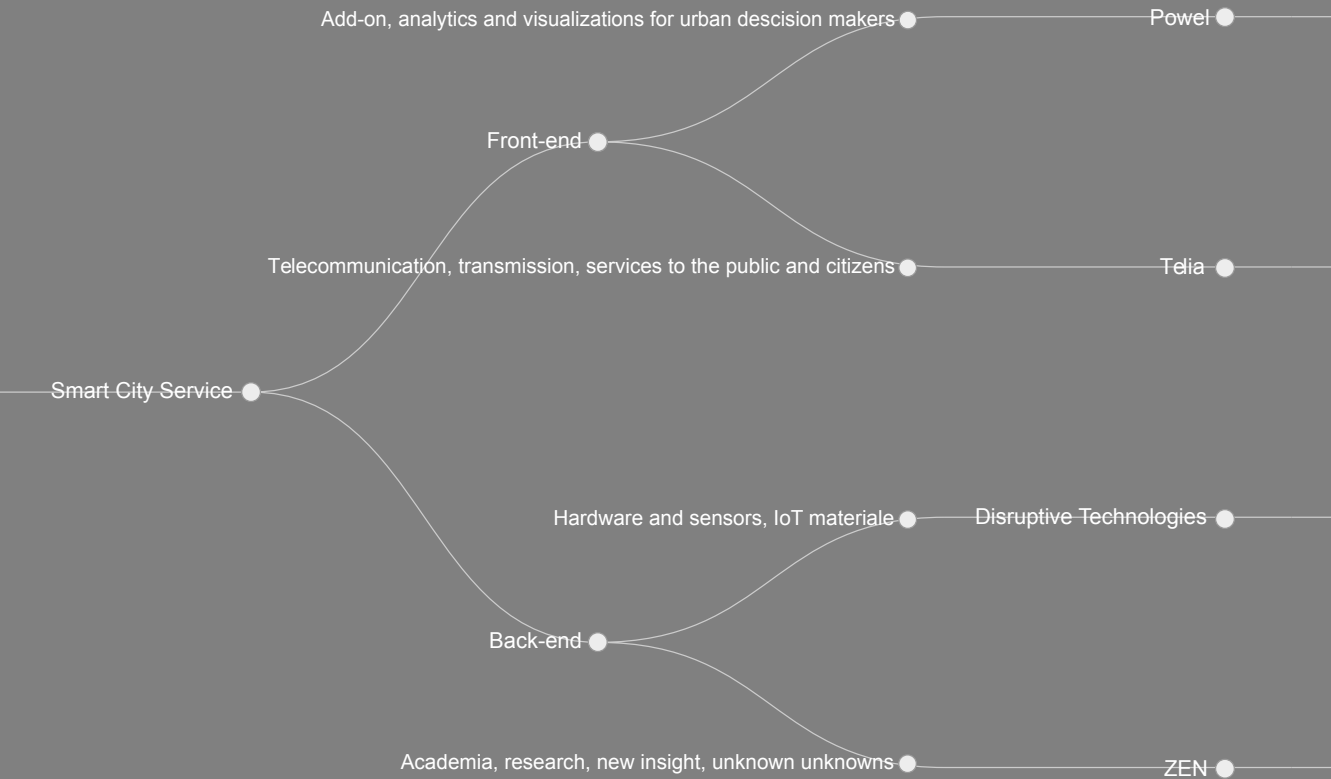 Add-on, analytics and visualizations for urban descision makers
Powel
Front-end
Telecommunication, transmission, services to the public and citizens
Telia
Smart City Service
Hardware and sensors, IoT materiale
Disruptive Technologies
Back-end
Academia, research, new insight, unknown unknowns
ZEN